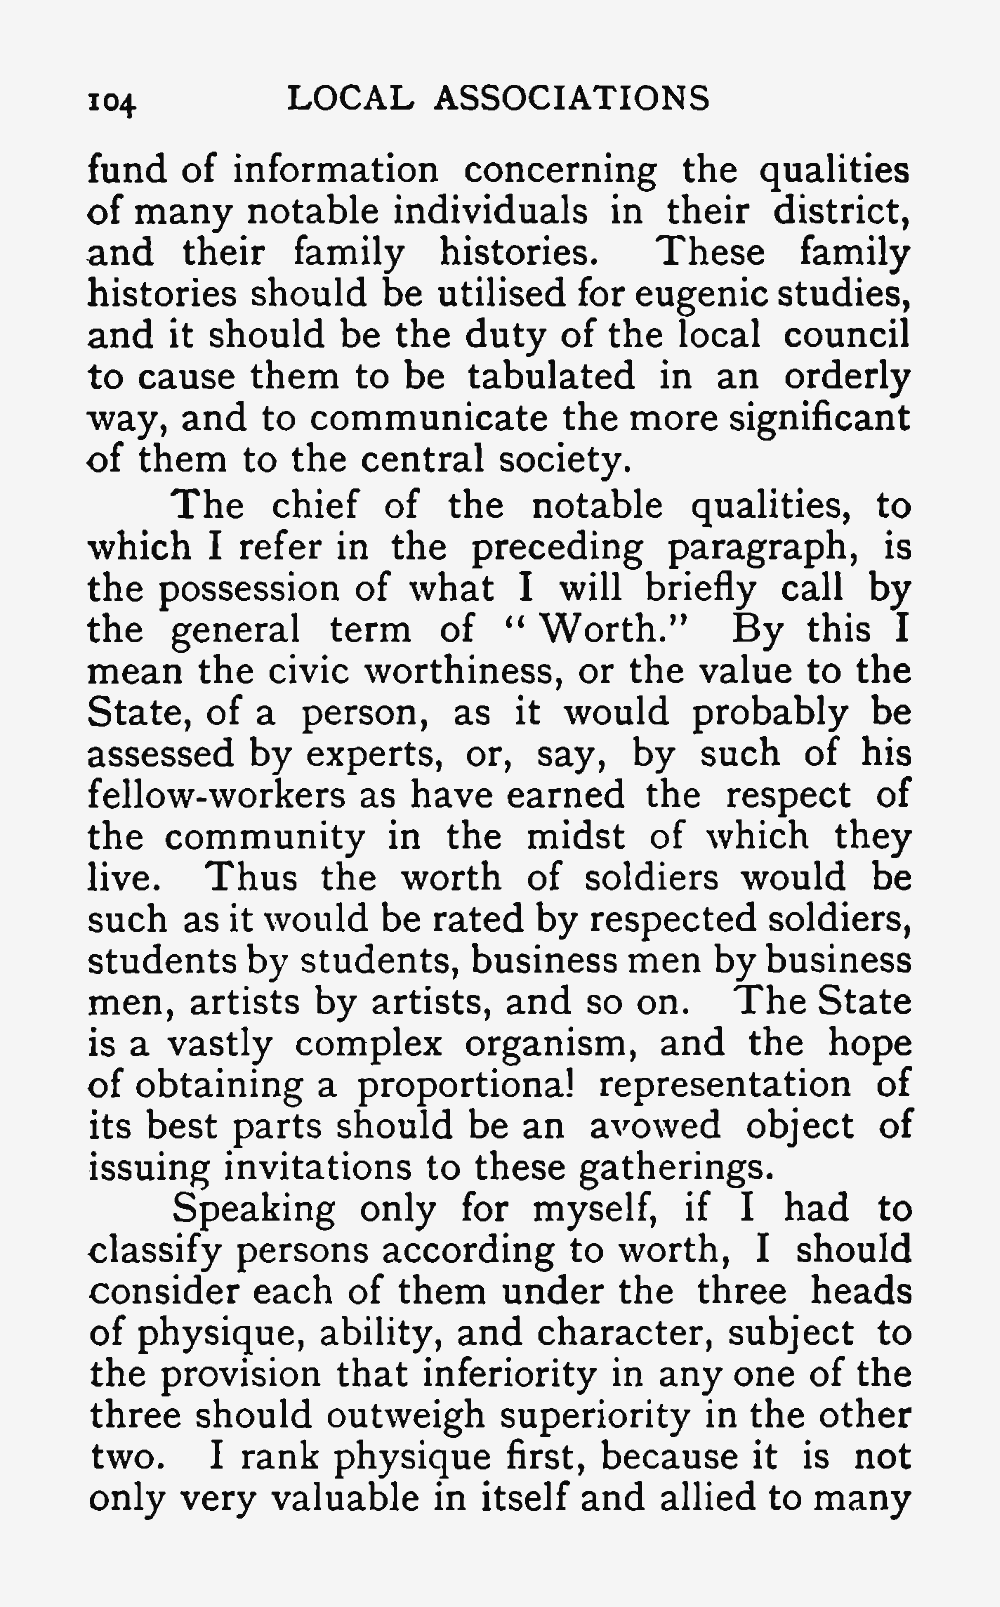 104 LOCAL ASSOCIATIONS
fund of information concerning the qualities
of many notable individuals in their district,
and their family histories. These family
histories should be utilised for eugenic studies,
and it should be the duty of the local council
to cause them to be tabulated in an orderly
way, and to communicate the more significant
of them to the central society.
The chief of the notable qualities, to
which I refer in the preceding paragraph, is
the possession of what I will briefly call by
the general term of “ Worth.” By this I
mean the civic worthiness, or the value to the
State, of a person, as it would probably be
assessed by experts, or, say, by such of his
fellow-workers as have earned the respect of
the community in the midst of which they
live. Thus the worth of soldiers would be
such as it would be rated by respected soldiers,
students by students, business men by business
men, artists by artists, and so on. The State
is a vastly complex organism, and the hope
of obtaining a proportional representation of
its best parts should be an avowed object of
issuing invitations to these gatherings.
Speaking only for myself, if I had to
classify persons according to worth, I should
consider each of them under the three heads
of physique, ability, and character, subject to
the provision that inferiority in any one of the
three should outweigh superiority in the other
two. I rank physique first, because it is not
only very valuable in itself and allied to many